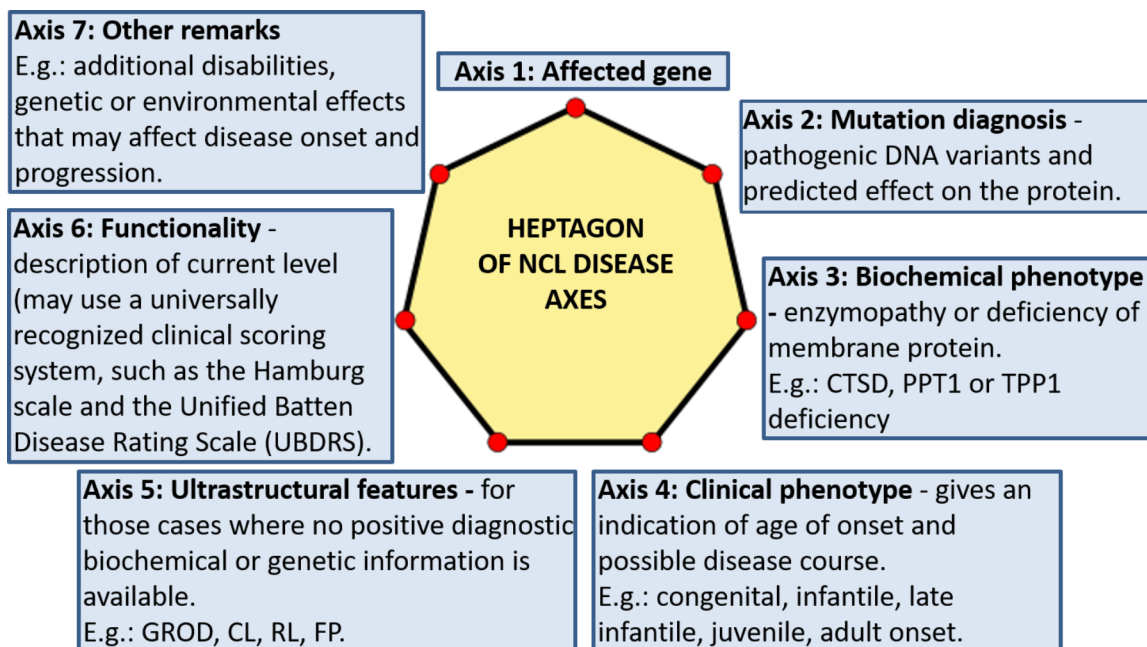 Axis 1: Affected gene
Axis 2: Mutation diagnosis -
pathogenic DNA variants and
predicted effect on the protein.
Axis 3: Biochemical phenotype
- enzymopathy or deficiency of
membrane protein.
E.g.: CTSD, PPT1 or TPP1
deficiency
Axis 4: Clinical phenotype - gives an
indication of age of onset and
possible disease course.
E.g.: congenital, infantile, late
infantile, juvenile, adult onset.
Axis 5: Ultrastructural features - for
those cases where no positive diagnostic
biochemical or genetic information is
available.
E.g.: GROD, CL, RL, FP.
Axis 6: Functionality -
description of current level
(may use a universally
recognized clinical scoring
system, such as the Hamburg
scale and the Unified Batten
Disease Rating Scale (UBDRS).
Axis 7: Other remarks
E.g.: additional disabilities,
genetic or environmental effects
that may affect disease onset and
progression.
HEPTAGON
OF NCL DISEASE
AXES